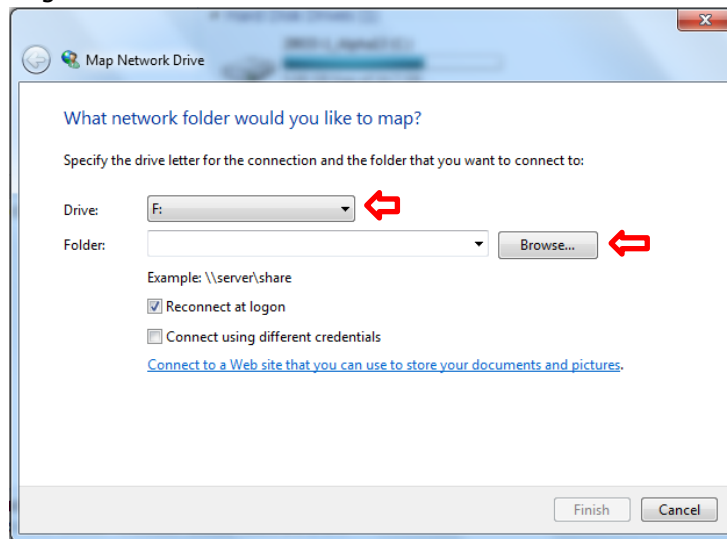 Map Network Drive
What network folder would you like to map?
Specify the drive letter for the connection and the folder that you want to connect to:
Drive: F:
Folder: Browse...
Example: \\server\share
Reconnect at logon
Connect using different credentials
Connect to a Web site that you can use to store your documents and pictures.
Finish Cancel